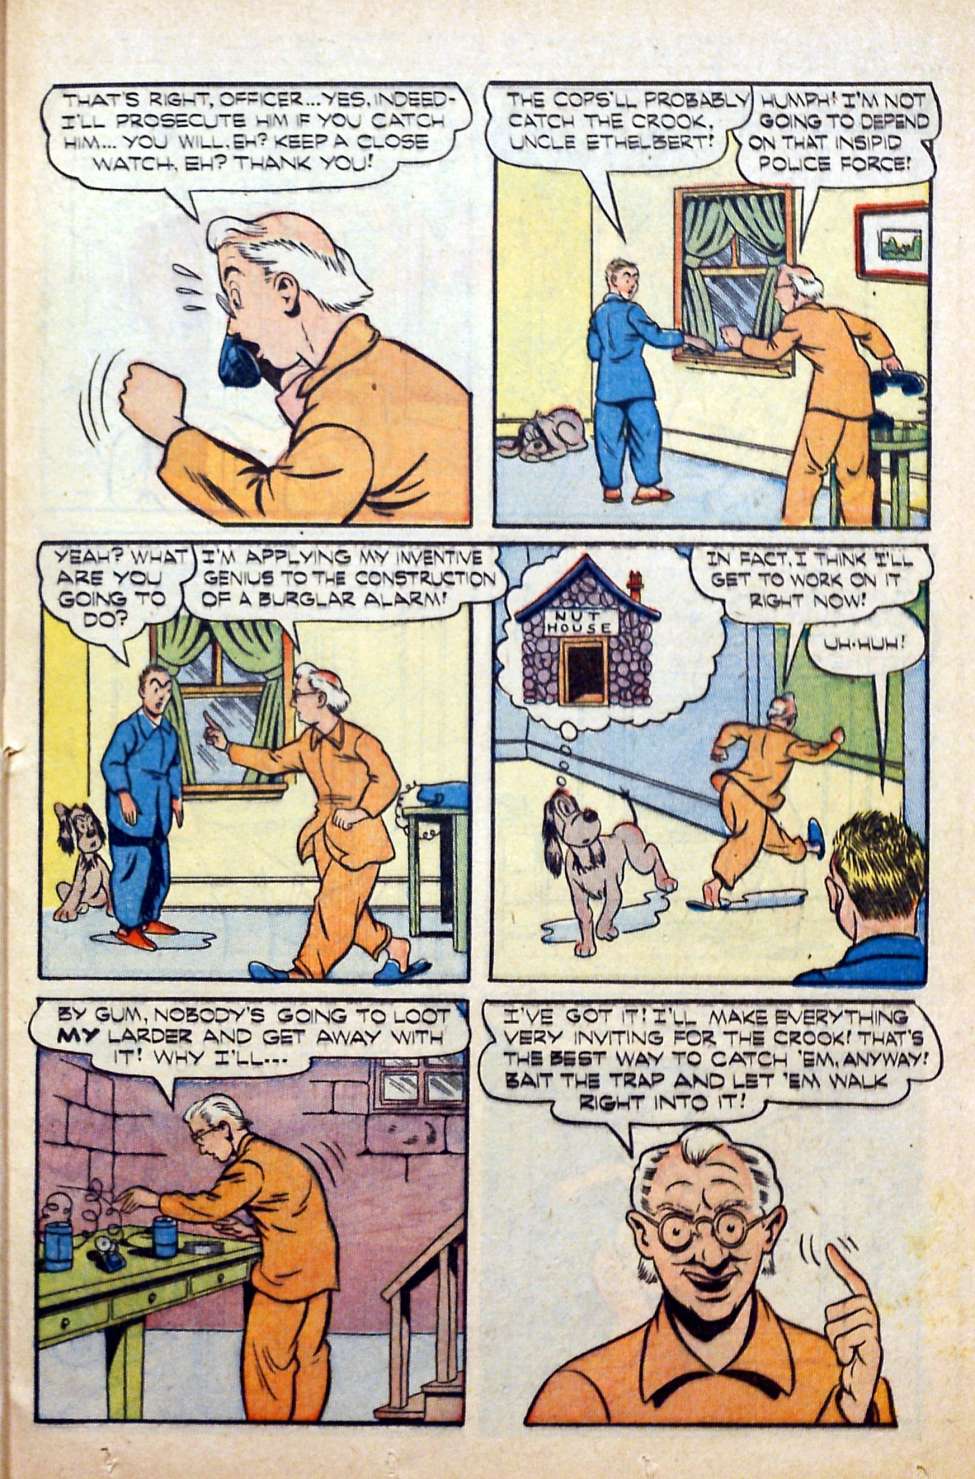 THAT'S RIGHT, OFFICER...YES, INDEED-
I'LL PROSECUTE HIM IF YOU CATCH
HIM... YOU WILL, EH? KEEP A CLOSE
WATCH, EH? THANK YOU!
THE COPS'LL PROBABLY
CATCH THE CROOK,
UNCLE ETHELBERT!
HUMPH! I'M NOT
GOING TO DEPEND
ON THAT INSIPID
POLICE FORCE!
YEAH? WHAT
ARE YOU
GOING TO
DO?
I'M APPLYING MY INVENTIVE
GENIUS TO THE CONSTRUCTION
OF A BURGLAR ALARM!
NUT
HOUSE
IN FACT, I THINK I'LL
GET TO WORK ON IT
RIGHT NOW!
UH-HUH!
BY GUM, NOBODY'S GOING TO LOOT
MY LARDER AND GET AWAY WITH
IT! WHY I'LL---
I'VE GOT IT! I'LL MAKE EVERYTHING
VERY INVITING FOR THE CROOK! THAT'S
THE BEST WAY TO CATCH 'EM, ANYWAY!
BAIT THE TRAP AND LET 'EM WALK
RIGHT INTO IT!